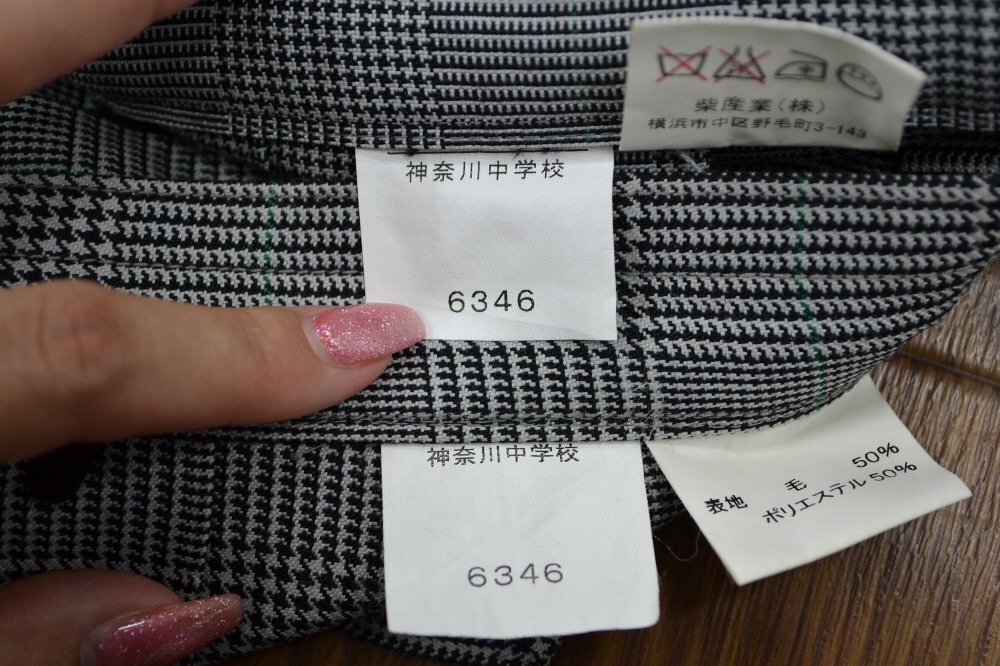 柴産業(株)
横浜市中区野毛町3-143
神奈川中学校
6346
神奈川中学校
6346
表地 毛 50%
ポリエステル 50%